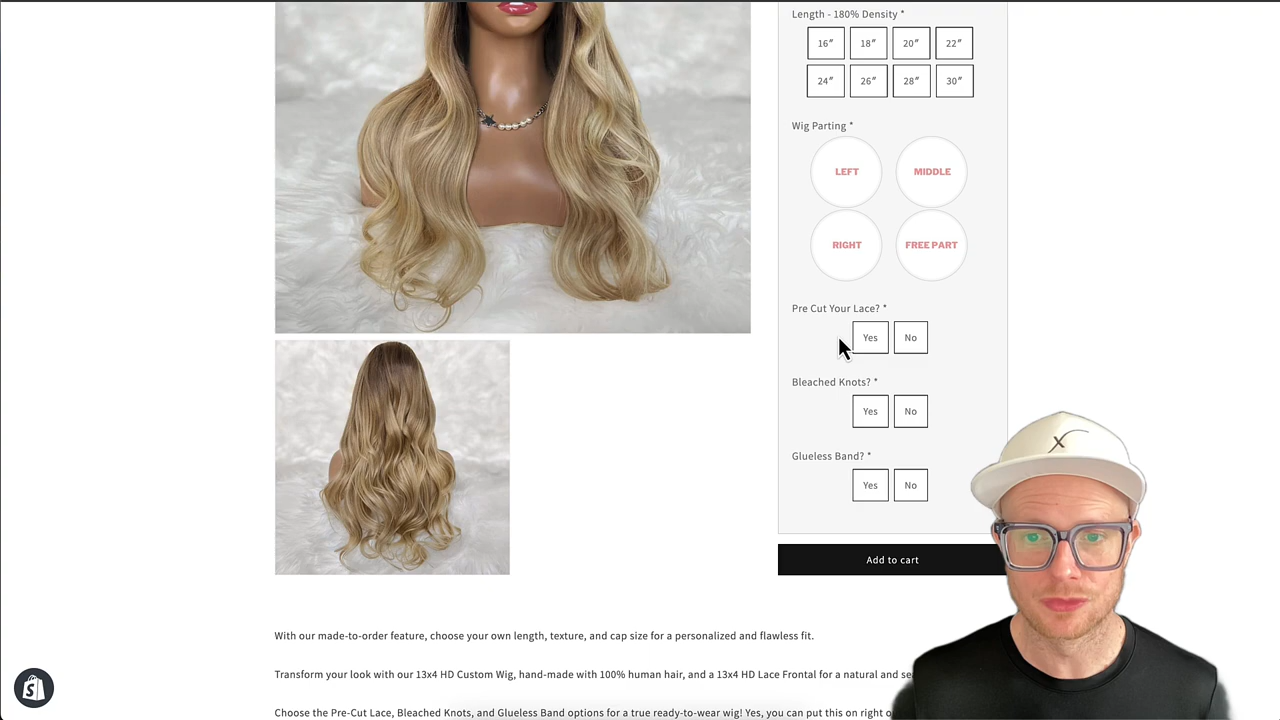 Length - 180% Density *
16″ 18″ 20″ 22″
24″ 26″ 28″ 30″
Wig Parting *
LEFT MIDDLE
RIGHT FREE PART
Pre Cut Your Lace? *
Yes No
Bleached Knots? *
Yes No
Glueless Band? *
Yes No
Add to cart
With our made-to-order feature, choose your own length, texture, and cap size for a personalized and flawless fit.
Transform your look with our 13x4 HD Custom Wig, hand-made with 100% human hair, and a 13x4 HD Lace Frontal for a natural and
Choose the Pre-Cut Lace, Bleached Knots, and Glueless Band options for a true ready-to-wear wig! Yes, you can put this on right
X
S